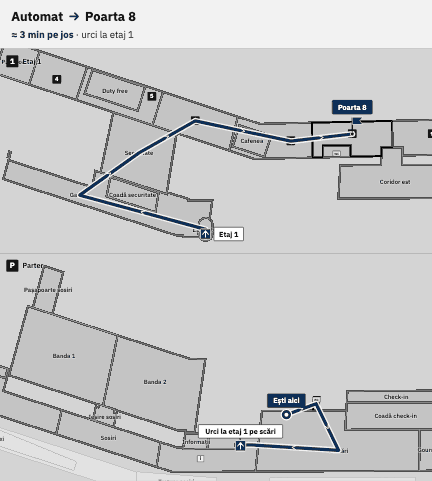 Automat → Poarta 8
≈ 3 min pe jos · urci la etaj 1
1 Etaj 1
4
Duty free
5
Poarta 8
Cafenea
Coridor est
Coadă securitate
Etaj 1
P Parter
Pașapoarte sosiri
Banda 1
Banda 2
Ești aici
Check-in
Coadă check-in
Urci la etaj 1 pe scări
Sosiri
Informații